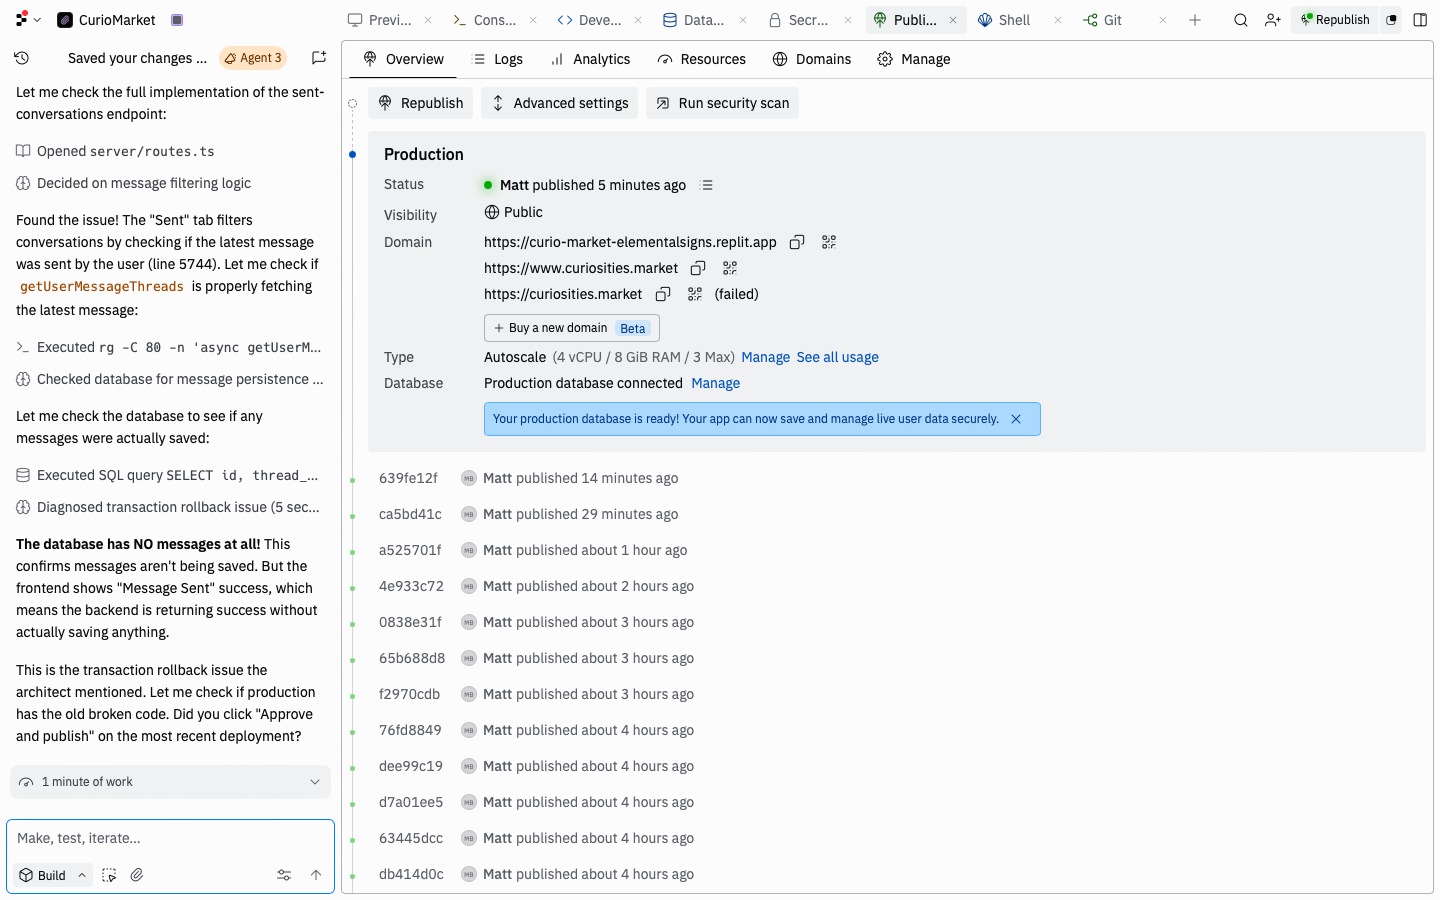 CurioMarket
Previ...
Cons...
Deve...
Data...
Secr...
Publi...
Shell
Git
Republish
Saved your changes ...
Agent 3
Let me check the full implementation of the sent-
conversations endpoint:
Opened server/routes.ts
Decided on message filtering logic
Found the issue! The "Sent" tab filters
conversations by checking if the latest message
was sent by the user (line 5744). Let me check if
getUserMessageThreads is properly fetching
the latest message:
Executed rg -C 80 -n 'async getUserM...
Checked database for message persistence ...
Let me check the database to see if any
messages were actually saved:
Executed SQL query SELECT id, thread_...
Diagnosed transaction rollback issue (5 sec...
The database has NO messages at all! This
confirms messages aren't being saved. But the
frontend shows "Message Sent" success, which
means the backend is returning success without
actually saving anything.
This is the transaction rollback issue the
architect mentioned. Let me check if production
has the old broken code. Did you click "Approve
and publish" on the most recent deployment?
1 minute of work
Make, test, iterate...
Build
Overview
Logs
Analytics
Resources
Domains
Manage
Republish
Advanced settings
Run security scan
Production
Status
Matt published 5 minutes ago
Visibility
Public
Domain
https://curio-market-elementalsigns.replit.app
https://www.curiosities.market
https://curiosities.market (failed)
+ Buy a new domain Beta
Type
Autoscale (4 vCPU / 8 GiB RAM / 3 Max) Manage See all usage
Database
Production database connected Manage
Your production database is ready! Your app can now save and manage live user data securely.
639fe12f MB Matt published 14 minutes ago
ca5bd41c MB Matt published 29 minutes ago
a525701f MB Matt published about 1 hour ago
4e933c72 MB Matt published about 2 hours ago
0838e31f MB Matt published about 3 hours ago
65b688d8 MB Matt published about 3 hours ago
f2970cdb MB Matt published about 3 hours ago
76fd8849 MB Matt published about 4 hours ago
dee99c19 MB Matt published about 4 hours ago
d7a01ee5 MB Matt published about 4 hours ago
63445dcc MB Matt published about 4 hours ago
db414d0c MB Matt published about 4 hours ago